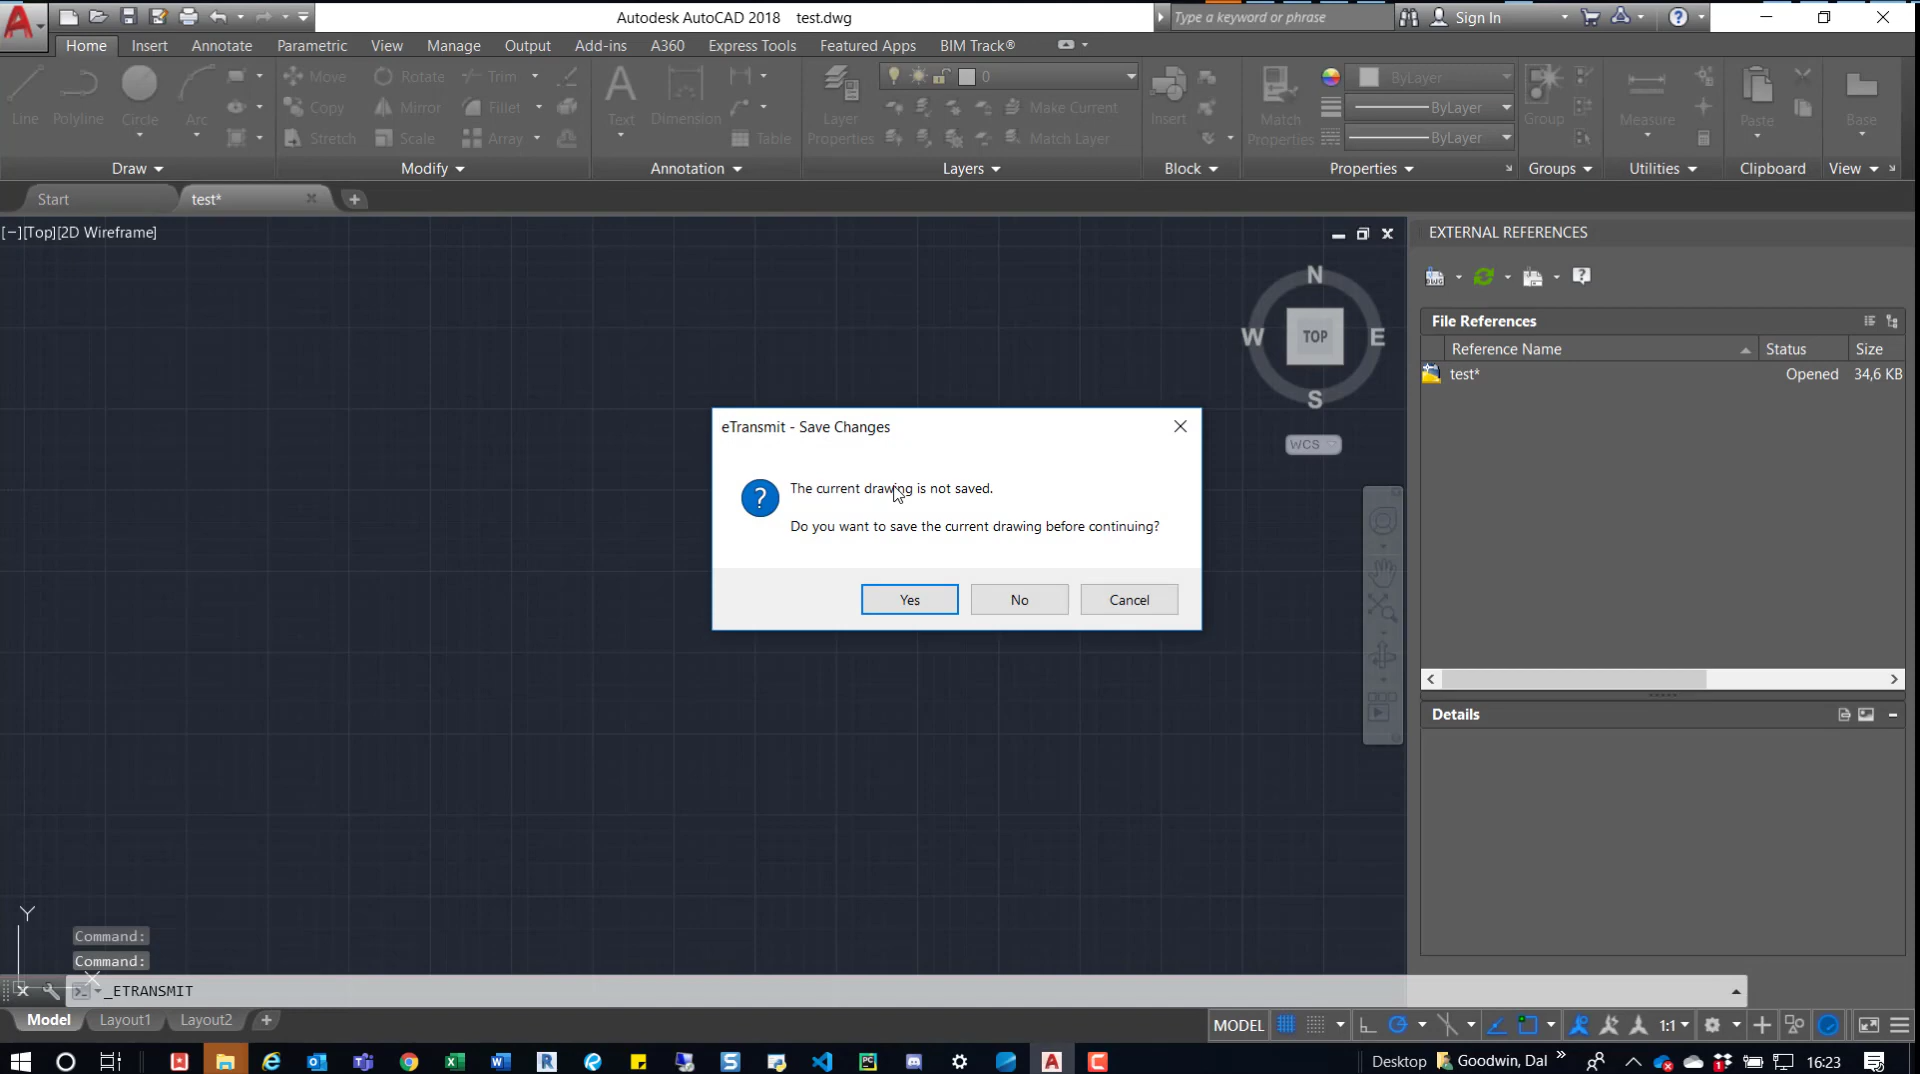 Autodesk AutoCAD 2018 test.dwg
Type a keyword or phrase
Sign In
Home Insert Annotate Parametric View Manage Output Add-ins A360 Express Tools Featured Apps BIM Track®
Line Polyline Circle Arc
Move Rotate Trim
Copy Mirror Fillet
Stretch Scale Array
Text Dimension Table
Layer Properties
0
Make Current
Match Layer
Insert
Match Properties
ByLayer
ByLayer
ByLayer
Group Measure Paste Base
Draw Modify Annotation Layers Block Properties Groups Utilities Clipboard View
Start test*
[−][Top][2D Wireframe]
N
W TOP E
S
WCS
EXTERNAL REFERENCES
DWG
File References
Reference Name Status Size
test* Opened 34,6 KB
Details
eTransmit - Save Changes
?
The current drawing is not saved.
Do you want to save the current drawing before continuing?
Yes No Cancel
Y
X
Command:
Command:
_ETRANSMIT
Model Layout1 Layout2
MODEL 1:1
Desktop Goodwin, Dal 16:23